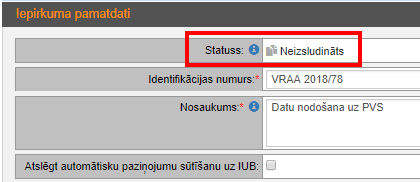 Iepirkuma pamatdati
Statuss: Neizsludināts
Identifikācijas numurs:* VRAA 2018/78
Nosaukums:* Datu nodošana uz PVS
Atslēgt automātisku paziņojumu sūtīšanu uz IUB: